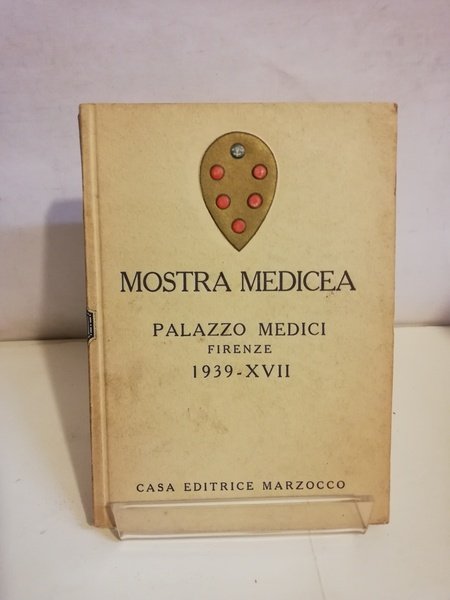 MOSTRA MEDICEA
PALAZZO MEDICI
FIRENZE
1939-XVII
CASA EDITRICE MARZOCCO